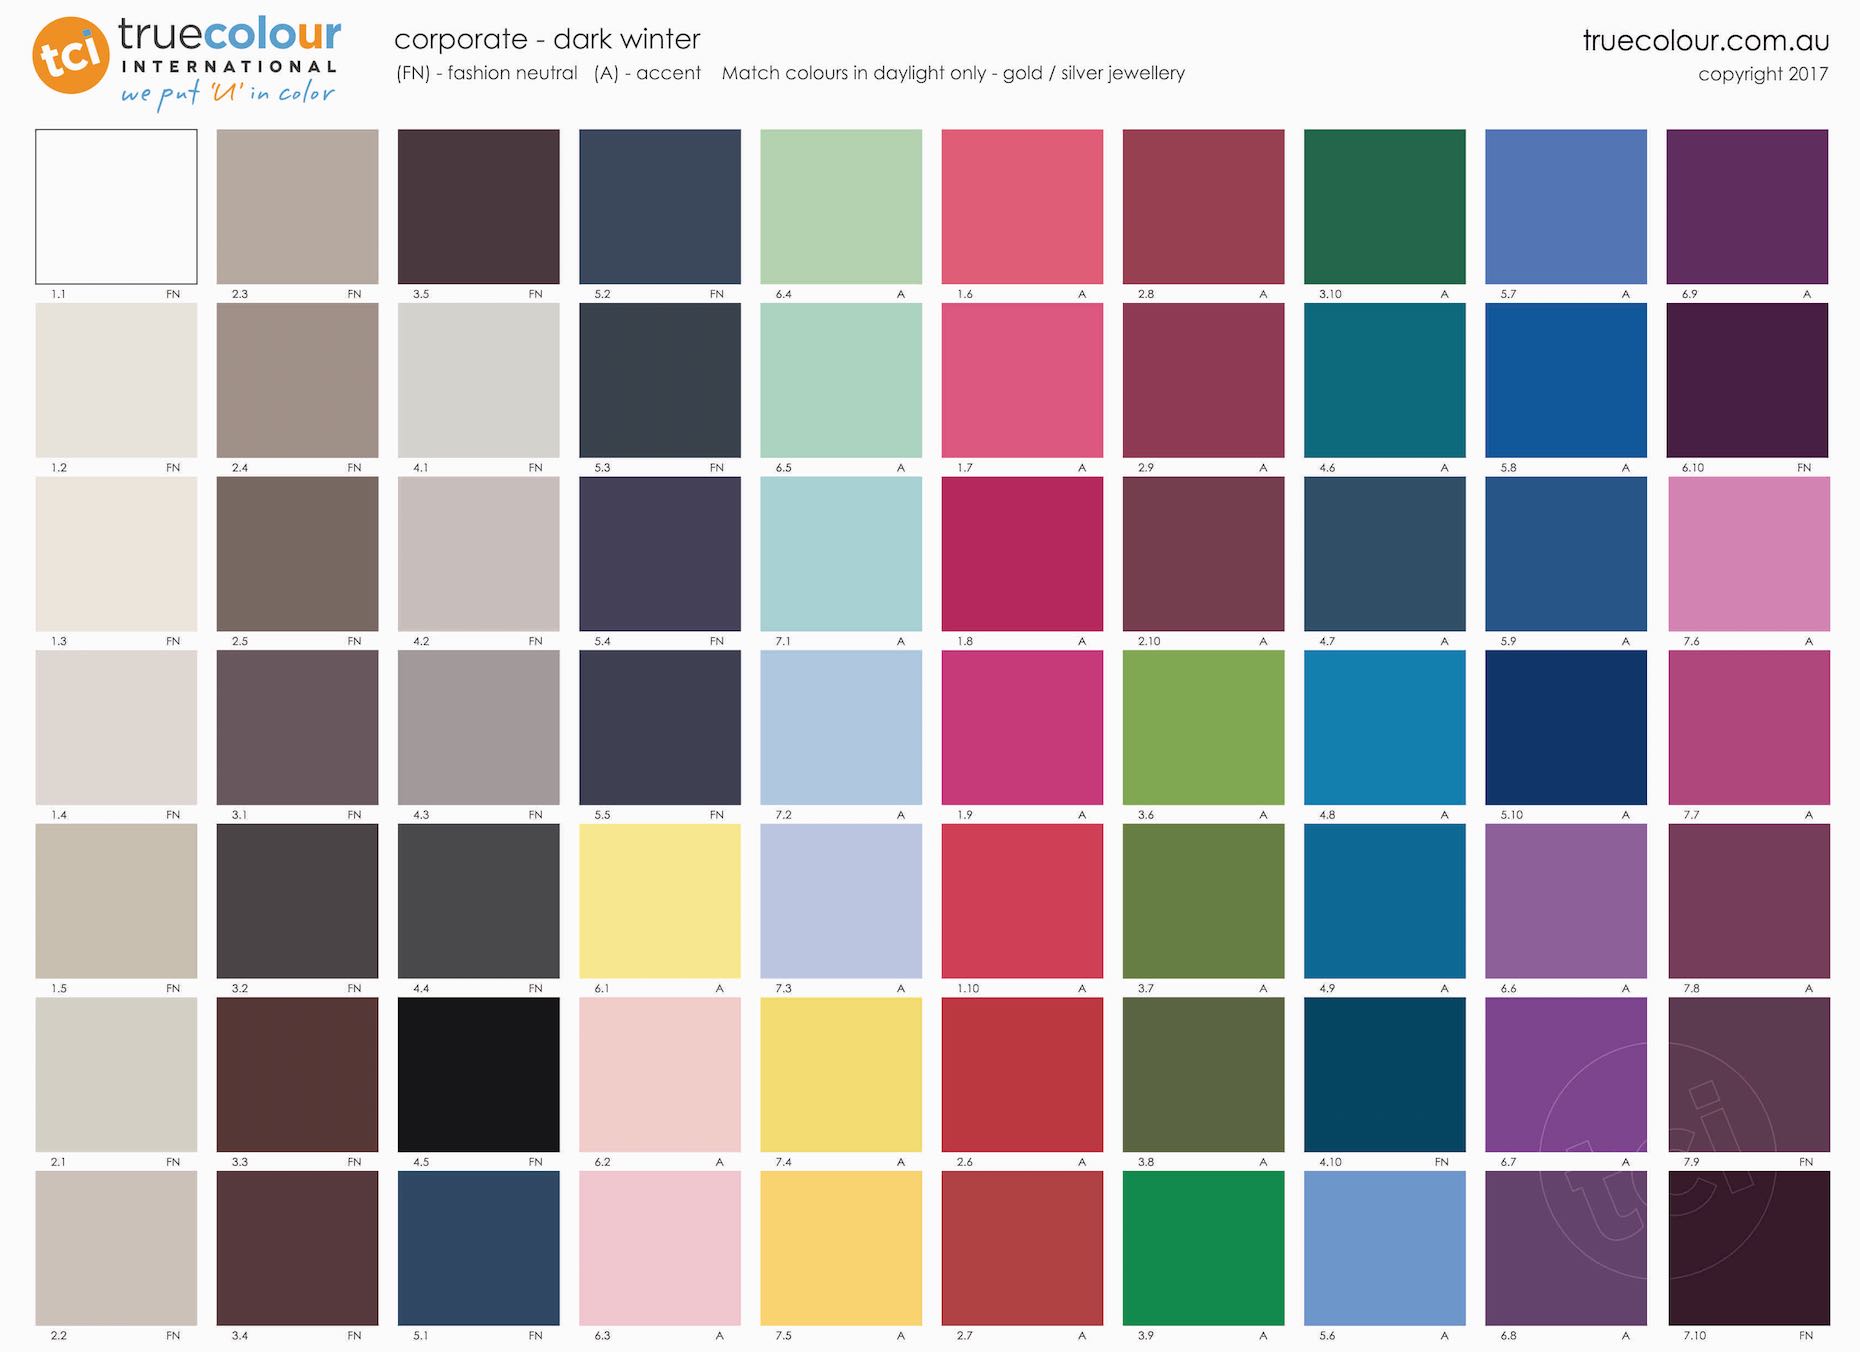 tci
truecolour
INTERNATIONAL
we put 'U' in color
corporate - dark winter
(FN) - fashion neutral (A) - accent Match colours in daylight only - gold / silver jewellery
truecolour.com.au
copyright 2017
1.1 FN 2.3 FN 3.5 FN 5.2 FN 6.4 A 1.6 A 2.8 A 3.10 A 5.7 A 6.9 A
1.2 FN 2.4 FN 4.1 FN 5.3 FN 6.5 A 1.7 A 2.9 A 4.6 A 5.8 A 6.10 FN
1.3 FN 2.5 FN 4.2 FN 5.4 FN 7.1 A 1.8 A 2.10 A 4.7 A 5.9 A 7.6 A
1.4 FN 3.1 FN 4.3 FN 5.5 FN 7.2 A 1.9 A 3.6 A 4.8 A 5.10 A 7.7 A
1.5 FN 3.2 FN 4.4 FN 6.1 A 7.3 A 1.10 A 3.7 A 4.9 A 6.6 A 7.8 A
2.1 FN 3.3 FN 4.5 FN 6.2 A 7.4 A 2.6 A 3.8 A 4.10 FN 6.7 A 7.9 FN
tci
2.2 FN 3.4 FN 5.1 FN 6.3 A 7.5 A 2.7 A 3.9 A 5.6 A 6.8 A 7.10 FN